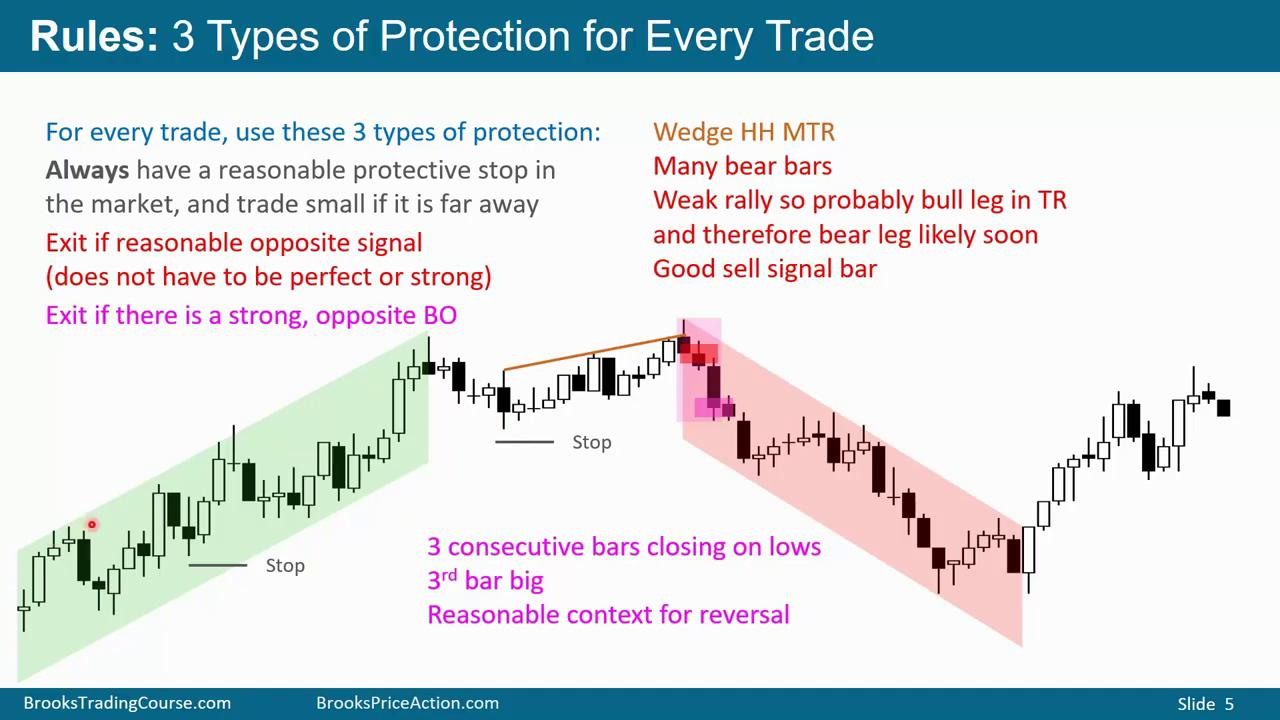 Rules: 3 Types of Protection for Every Trade
For every trade, use these 3 types of protection:
Always have a reasonable protective stop in
the market, and trade small if it is far away
Exit if reasonable opposite signal
(does not have to be perfect or strong)
Exit if there is a strong, opposite BO
Wedge HH MTR
Many bear bars
Weak rally so probably bull leg in TR
and therefore bear leg likely soon
Good sell signal bar
Stop
Stop
3 consecutive bars closing on lows
3rd bar big
Reasonable context for reversal
BrooksTradingCourse.com
BrooksPriceAction.com
Slide 5